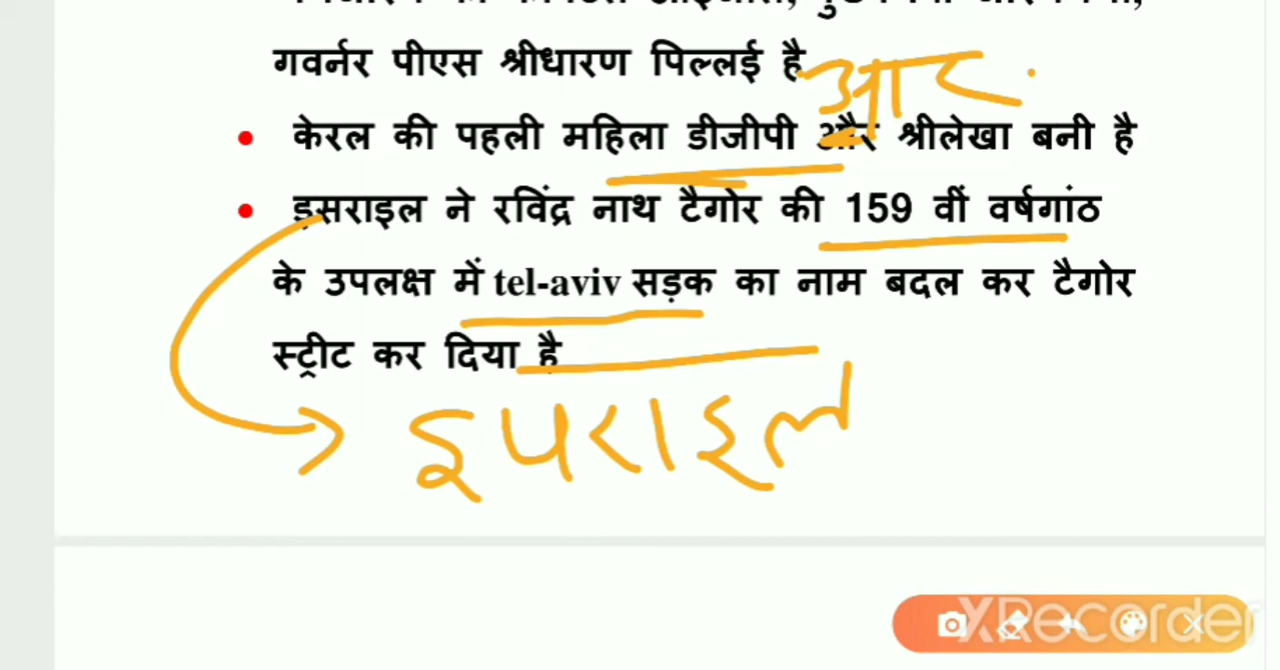 गवर्नर पीएस श्रीधारण पिल्लई है
आर.
केरल की पहली महिला डीजीपी और श्रीलेखा बनी है
इसराइल ने रविंद्र नाथ टैगोर की 159 वीं वर्षगांठ
के उपलक्ष में tel-aviv सड़क का नाम बदल कर टैगोर
स्ट्रीट कर दिया है
इपराइल
XRecorder